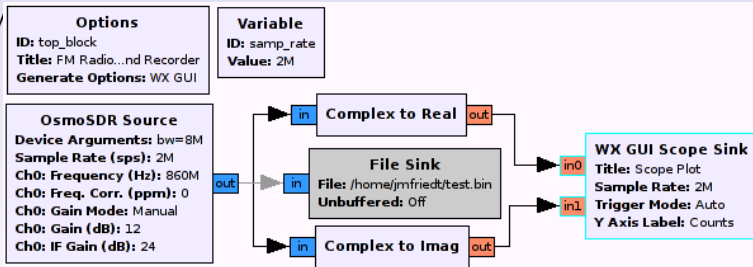 Options
ID: top_block
Title: FM Radio...nd Recorder
Generate Options: WX GUI
Variable
ID: samp_rate
Value: 2M
OsmoSDR Source
Device Arguments: bw=8M
Sample Rate (sps): 2M
Ch0: Frequency (Hz): 860M
Ch0: Freq. Corr. (ppm): 0
Ch0: Gain Mode: Manual
Ch0: Gain (dB): 12
Ch0: IF Gain (dB): 24
out
in
Complex to Real
out
in
File Sink
File: /home/jmfriedt/test.bin
Unbuffered: Off
in
Complex to Imag
out
in0
in1
WX GUI Scope Sink
Title: Scope Plot
Sample Rate: 2M
Trigger Mode: Auto
Y Axis Label: Counts